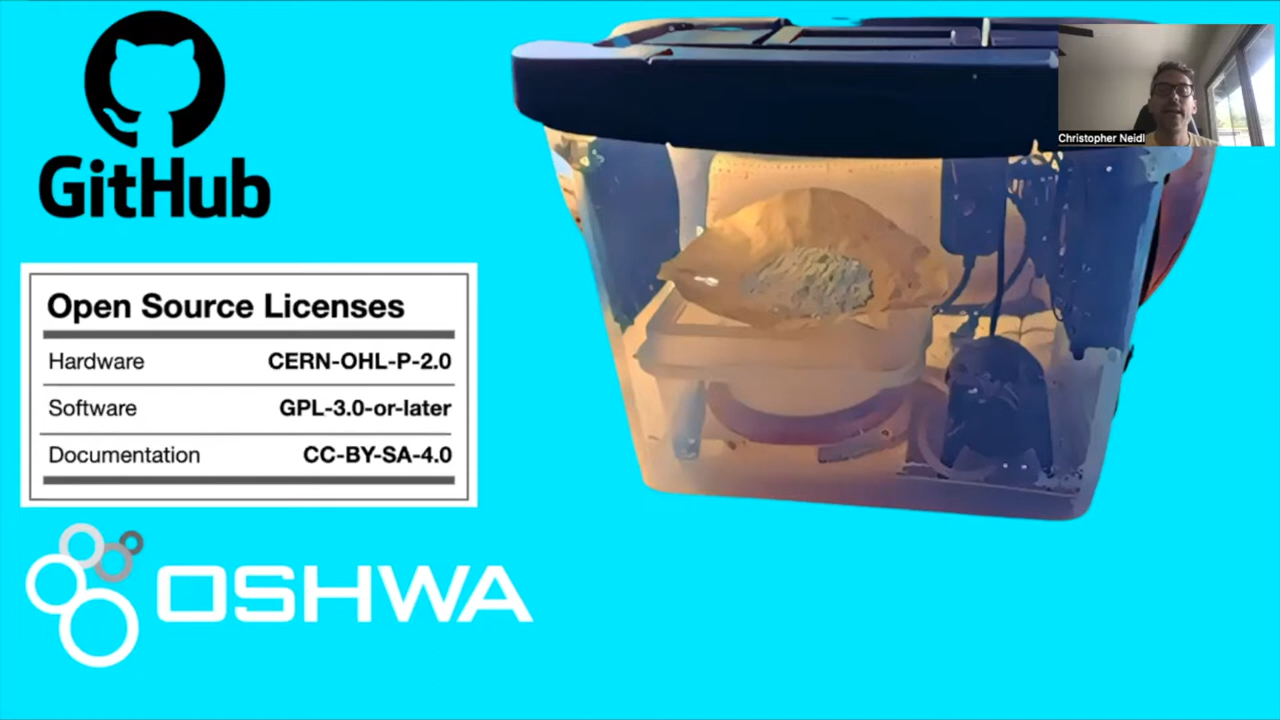 GitHub
Open Source Licenses
Hardware CERN-OHL-P-2.0
Software GPL-3.0-or-later
Documentation CC-BY-SA-4.0
OSHWA
Christopher Neidl